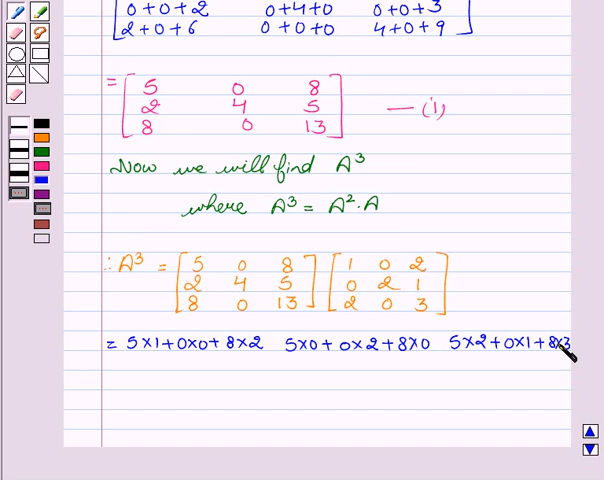 0+0+2 0+4+0 0+0+3
2+0+6 0+0+0 4+0+9
= [ 5 0 8
2 4 5 — (i)
8 0 13 ]
Now we will find A³
where A³ = A²·A
∴ A³ = [ 5 0 8 ] [ 1 0 2 ]
[ 2 4 5 ] [ 0 2 1 ]
[ 8 0 13 ] [ 2 0 3 ]
= 5×1+0×0+8×2 5×0+0×2+8×0 5×2+0×1+8×3